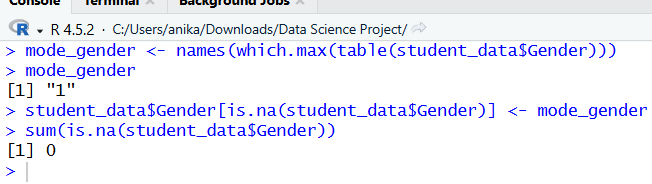 Console Terminal × Background Jobs ×
R 4.5.2 · C:/Users/anika/Downloads/Data Science Project/
> mode_gender <- names(which.max(table(student_data$Gender)))
> mode_gender
[1] "1"
> student_data$Gender[is.na(student_data$Gender)] <- mode_gender
> sum(is.na(student_data$Gender))
[1] 0
>